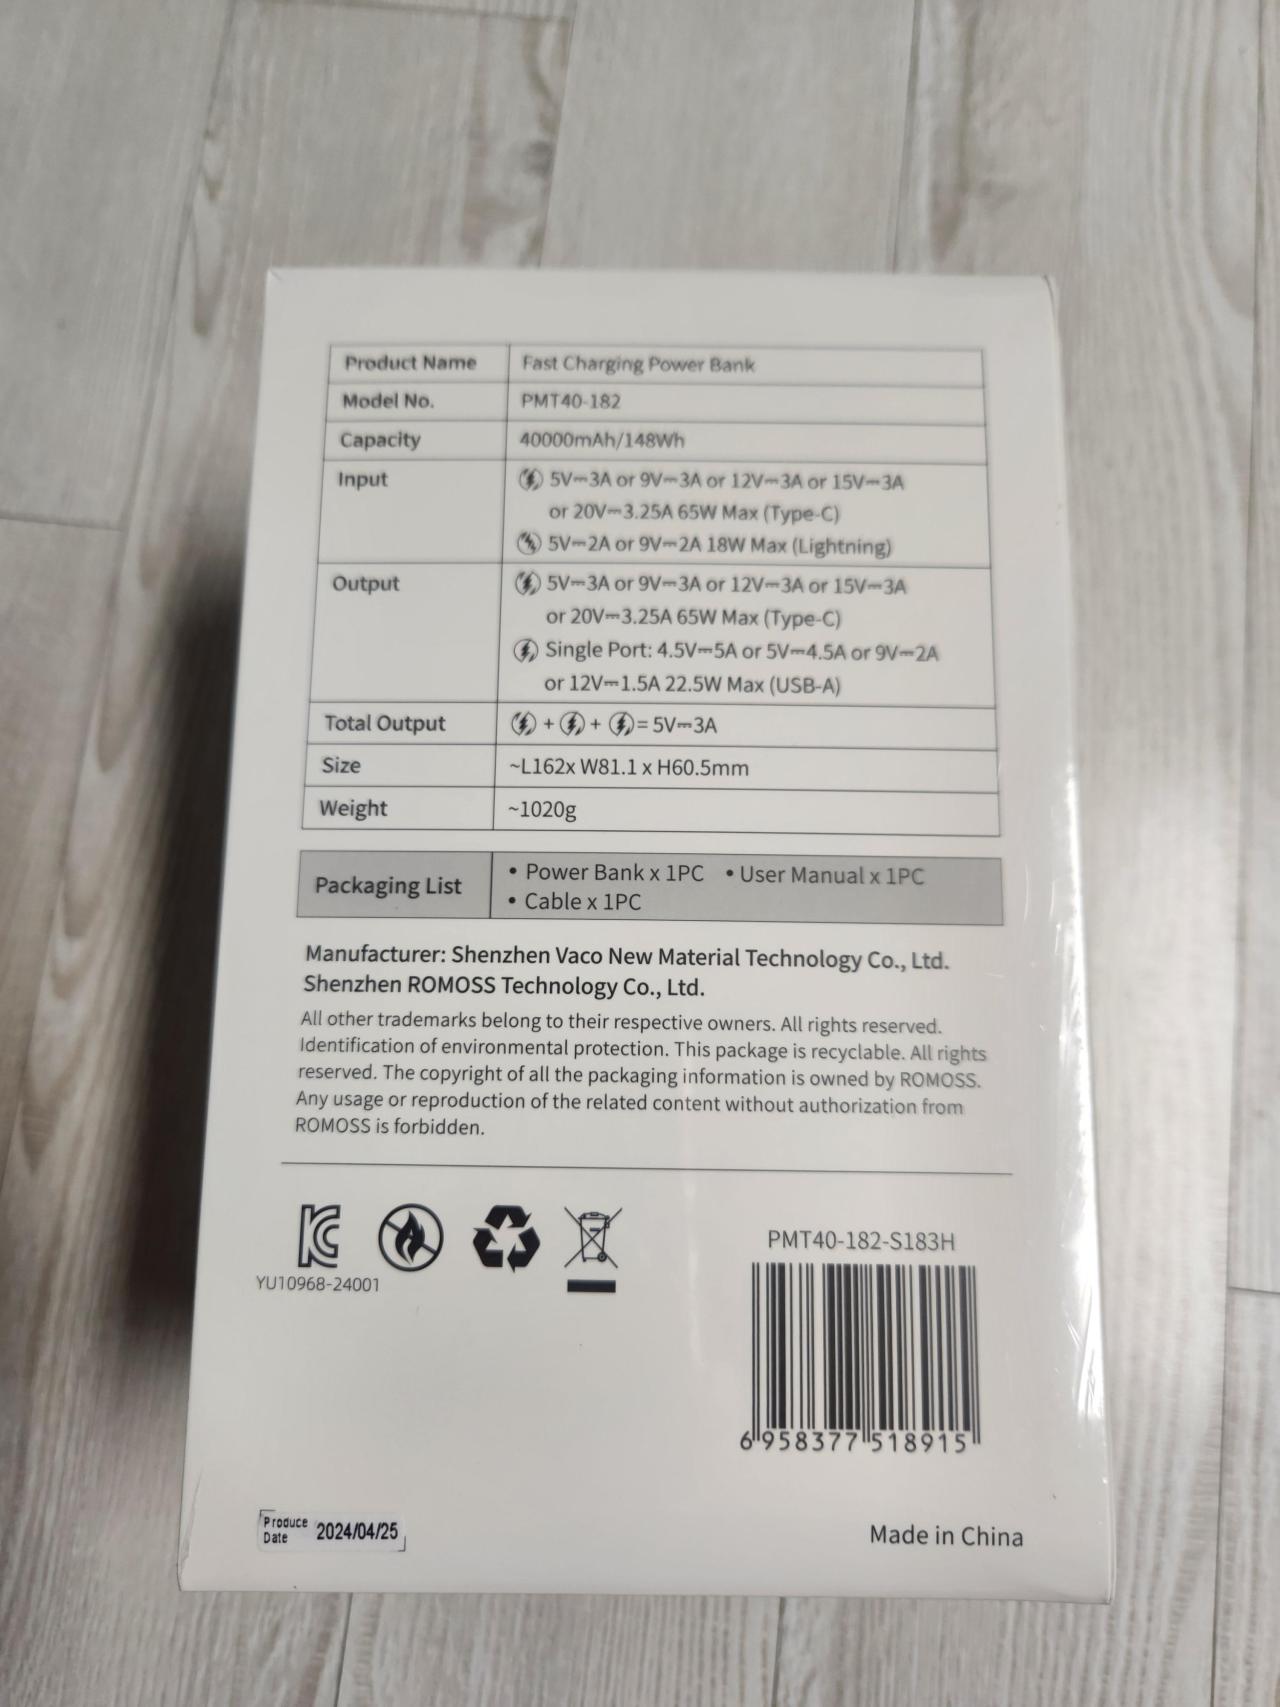 Product Name Fast Charging Power Bank
Model No. PMT40-182
Capacity 40000mAh/148Wh
Input 5V⎓3A or 9V⎓3A or 12V⎓3A or 15V⎓3A
or 20V⎓3.25A 65W Max (Type-C)
5V⎓2A or 9V⎓2A 18W Max (Lightning)
Output 5V⎓3A or 9V⎓3A or 12V⎓3A or 15V⎓3A
or 20V⎓3.25A 65W Max (Type-C)
Single Port: 4.5V⎓5A or 5V⎓4.5A or 9V⎓2A
or 12V⎓1.5A 22.5W Max (USB-A)
Total Output + + = 5V⎓3A
Size ~L162x W81.1 x H60.5mm
Weight ~1020g
Packaging List • Power Bank x 1PC • User Manual x 1PC
• Cable x 1PC
Manufacturer: Shenzhen Vaco New Material Technology Co., Ltd.
Shenzhen ROMOSS Technology Co., Ltd.
All other trademarks belong to their respective owners. All rights reserved.
Identification of environmental protection. This package is recyclable. All rights
reserved. The copyright of all the packaging information is owned by ROMOSS.
Any usage or reproduction of the related content without authorization from
ROMOSS is forbidden.
KC
YU10968-24001
PMT40-182-S183H
6 958377 518915
Produce
Date 2024/04/25
Made in China